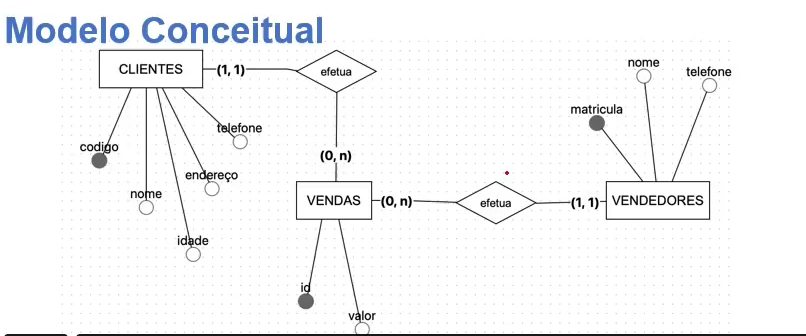 Modelo Conceitual
CLIENTES
(1, 1)
efetua
nome
telefone
matricula
telefone
codigo
(0, n)
endereço
nome
VENDAS
(0, n)
efetua
(1, 1)
VENDEDORES
idade
id
valor